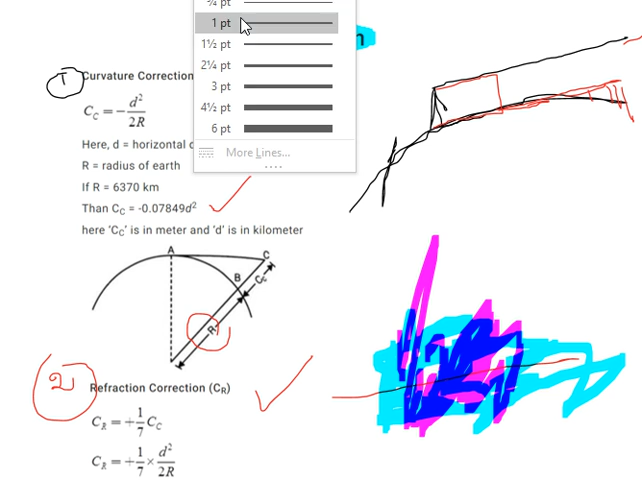 ¾ pt
1 pt
1½ pt
2¼ pt
3 pt
4½ pt
6 pt
More Lines...
1
Curvature Correction
C_C = -d²/2R
Here, d = horizontal
R = radius of earth
If R = 6370 km
Than C_C = -0.07849d²
here 'C_C' is in meter and 'd' is in kilometer
A
C
B
C_C
R
2
Refraction Correction (C_R)
C_R = +1/7 C_C
C_R = +1/7 × d²/2R